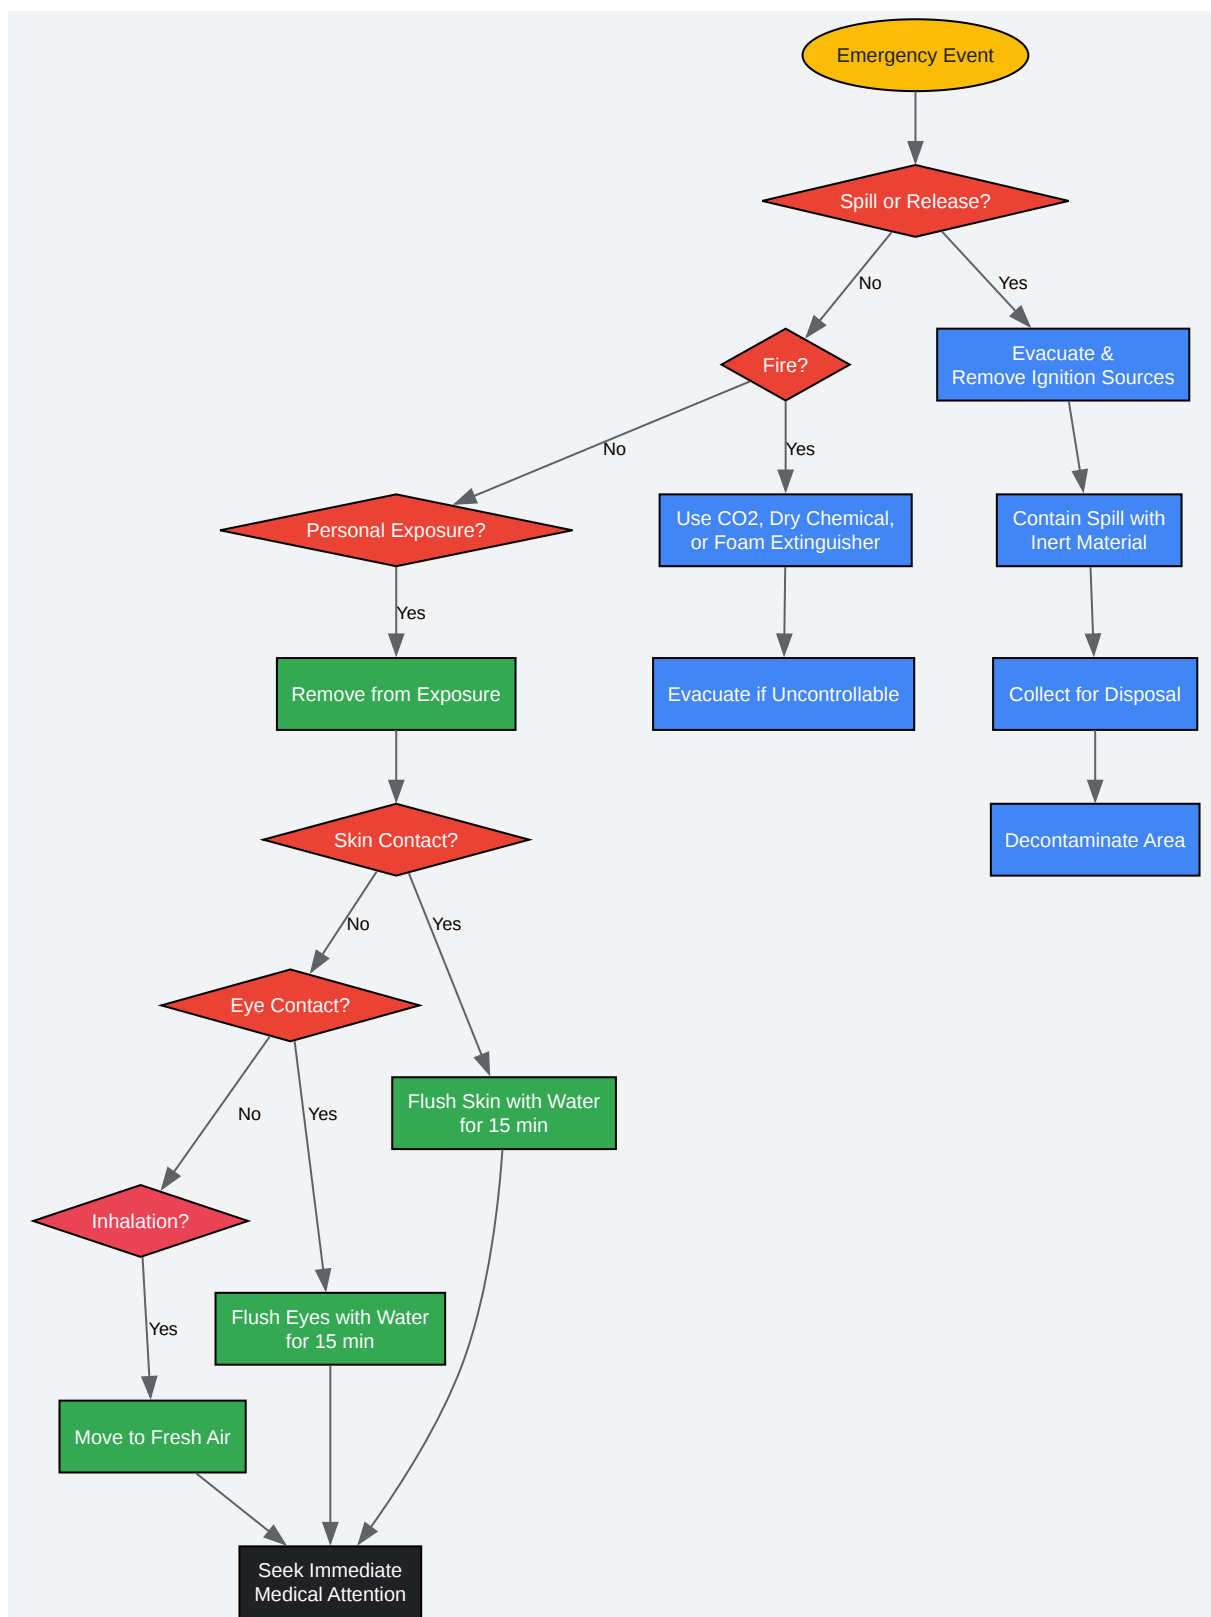 Emergency Event
Spill or Release?
No
Yes
Fire?
Evacuate &
Remove Ignition Sources
No
Yes
Personal Exposure?
Use CO2, Dry Chemical,
or Foam Extinguisher
Contain Spill with
Inert Material
Yes
Remove from Exposure
Evacuate if Uncontrollable
Collect for Disposal
Skin Contact?
Decontaminate Area
No
Yes
Eye Contact?
Flush Skin with Water
for 15 min
No
Yes
Inhalation?
Flush Eyes with Water
for 15 min
Yes
Move to Fresh Air
Seek Immediate
Medical Attention